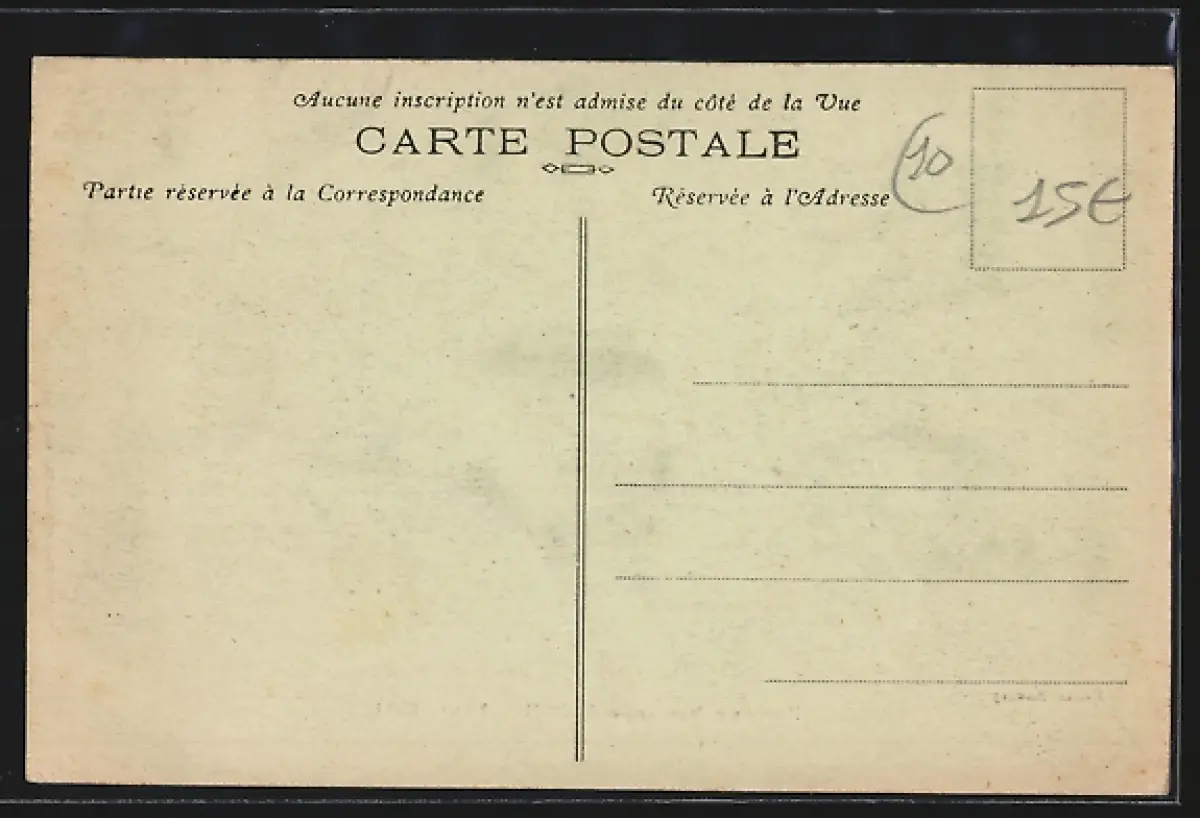 Aucune inscription n'est admise du côté de la Vue
CARTE POSTALE
Partie réservée à la Correspondance
Réservée à l'Adresse
10
15€